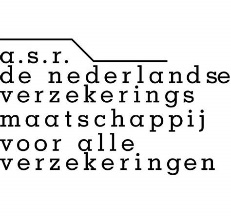 a.s.r.
de nederlandse
verzekerings
maatschappij
voor alle
verzekeringen